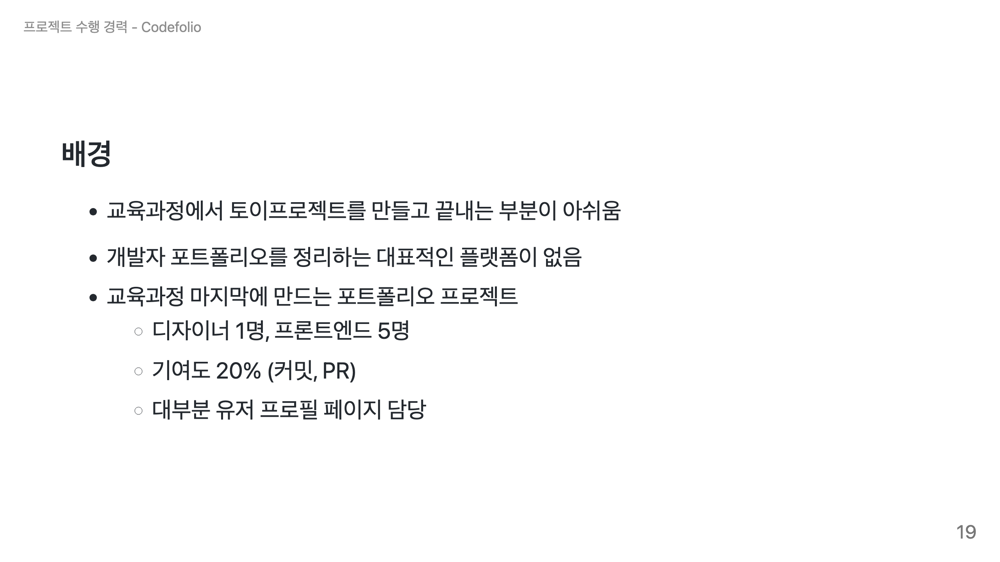 프로젝트 수행 경력 - Codefolio
배경
• 교육과정에서 토이프로젝트를 만들고 끝내는 부분이 아쉬움
• 개발자 포트폴리오를 정리하는 대표적인 플랫폼이 없음
• 교육과정 마지막에 만드는 포트폴리오 프로젝트
○ 디자이너 1명, 프론트엔드 5명
○ 기여도 20% (커밋, PR)
○ 대부분 유저 프로필 페이지 담당
19